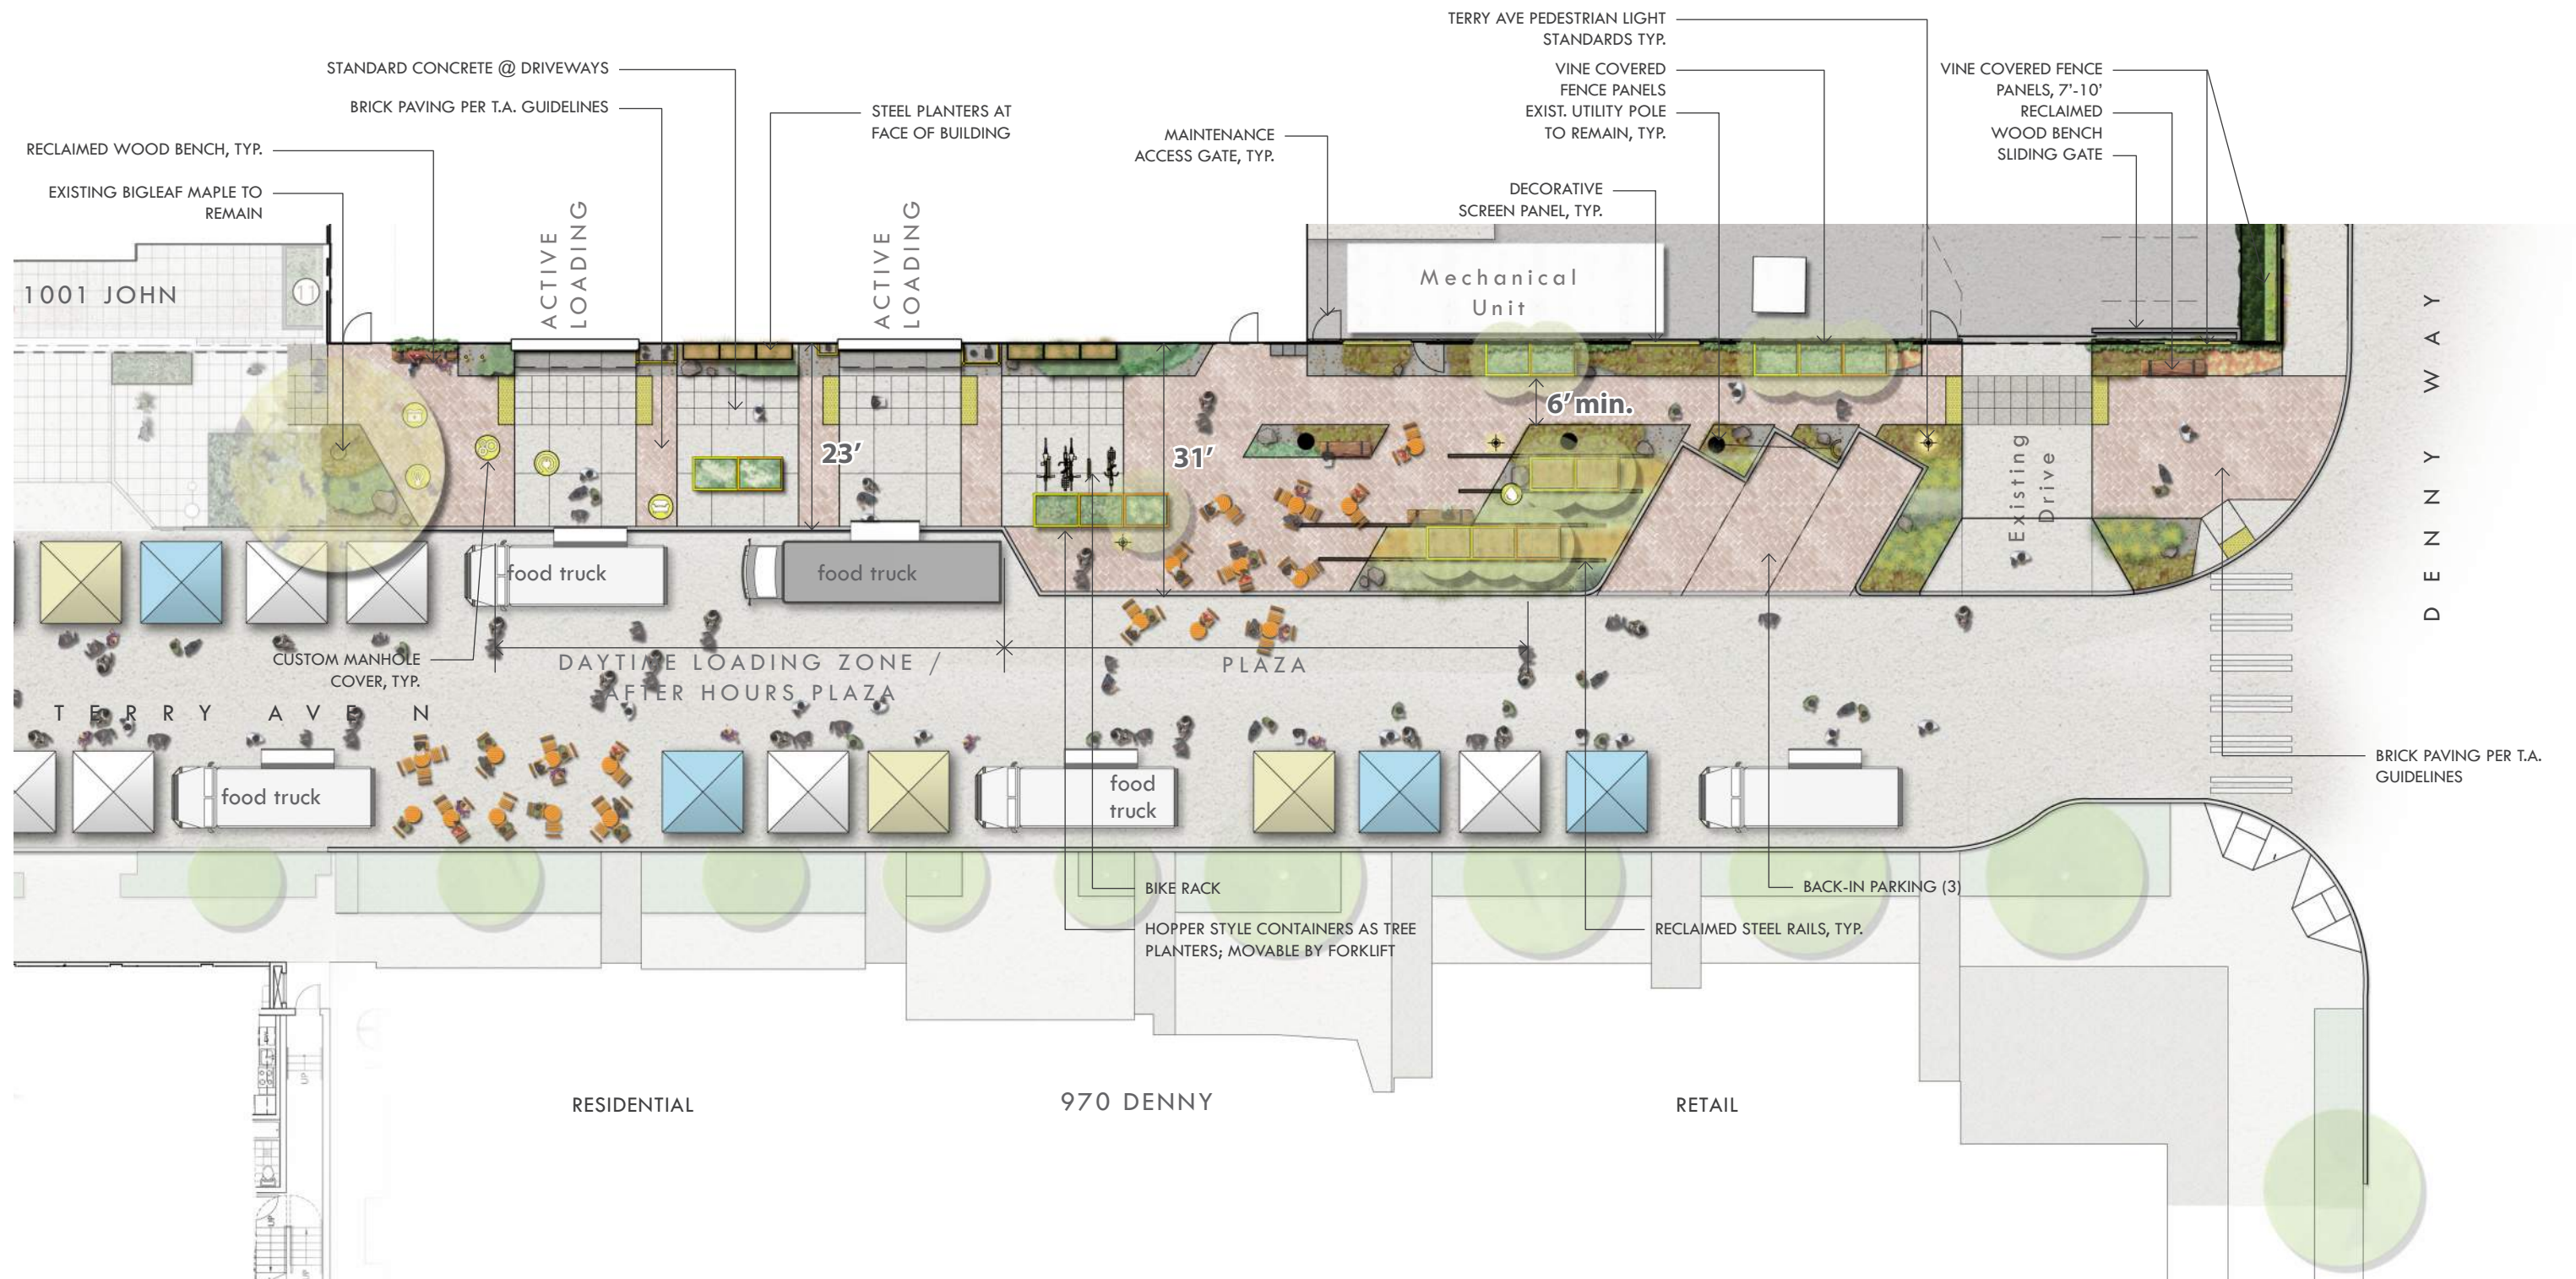 TERRY AVE PEDESTRIAN LIGHT
STANDARDS TYP.
STANDARD CONCRETE @ DRIVEWAYS
VINE COVERED
FENCE PANELS
VINE COVERED FENCE
PANELS, 7'-10'
BRICK PAVING PER T.A. GUIDELINES
STEEL PLANTERS AT
FACE OF BUILDING
EXIST. UTILITY POLE
TO REMAIN, TYP.
RECLAIMED
WOOD BENCH
MAINTENANCE
ACCESS GATE, TYP.
RECLAIMED WOOD BENCH, TYP.
SLIDING GATE
EXISTING BIGLEAF MAPLE TO
REMAIN
DECORATIVE
SCREEN PANEL, TYP.
ACTIVE
LOADING
ACTIVE
LOADING
1001 JOHN
11
Mechanical
Unit
DENNY WAY
6' min.
23'
31'
Existing
Drive
food truck
food truck
CUSTOM MANHOLE
COVER, TYP.
DAYTIME LOADING ZONE /
AFTER HOURS PLAZA
PLAZA
TERRY AVE N
BRICK PAVING PER T.A.
GUIDELINES
food truck
food
truck
BIKE RACK
BACK-IN PARKING (3)
HOPPER STYLE CONTAINERS AS TREE
PLANTERS; MOVABLE BY FORKLIFT
RECLAIMED STEEL RAILS, TYP.
UP
RESIDENTIAL
970 DENNY
RETAIL
UP
UP
UP